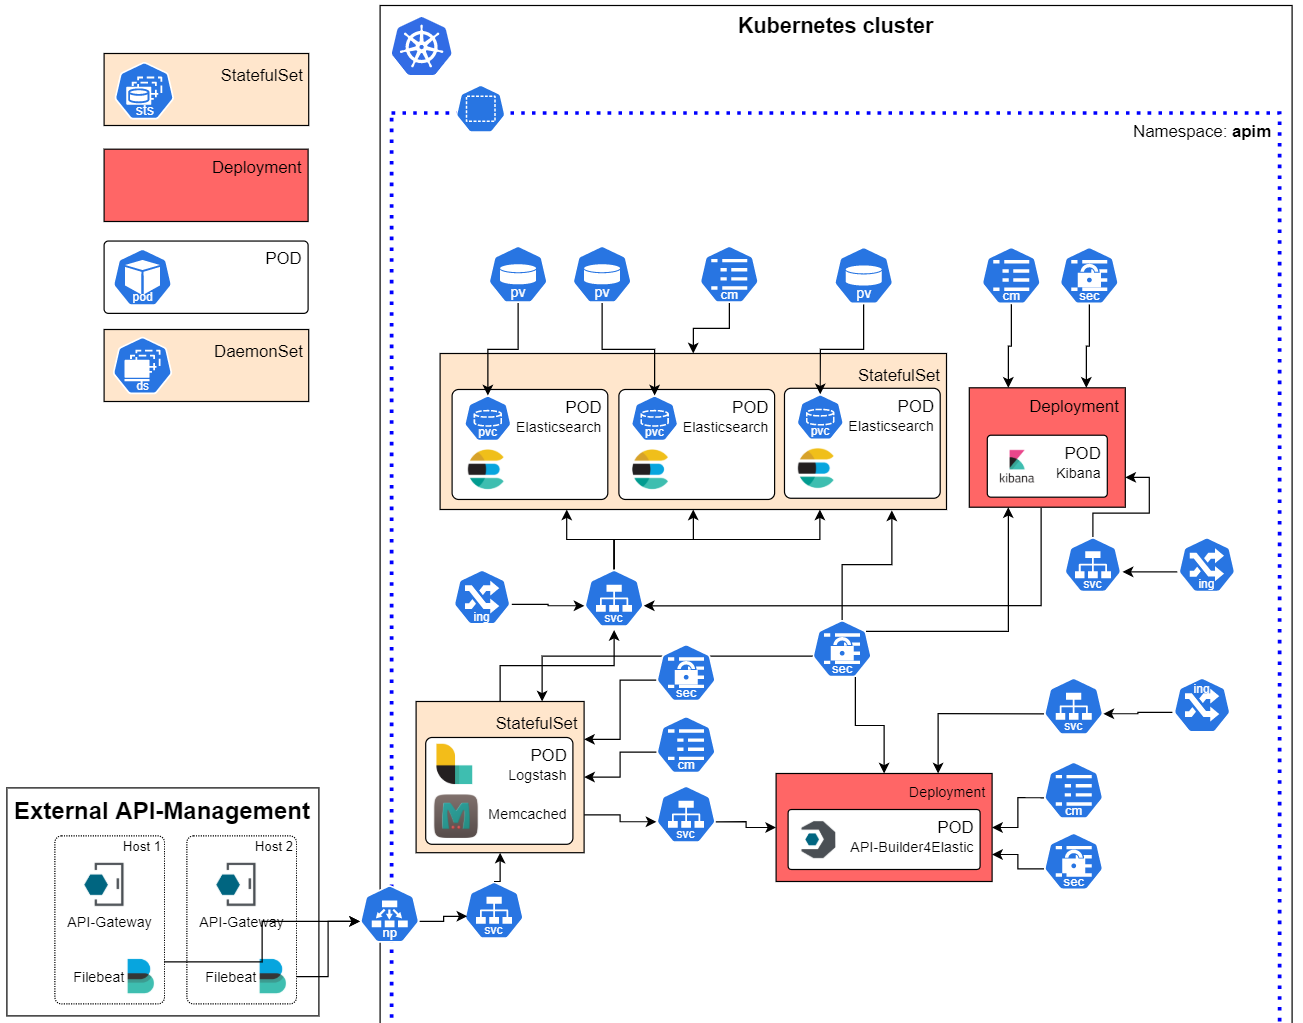 Kubernetes cluster
StatefulSet
sts
Namespace: apim
Deployment
POD
pod
DaemonSet
ds
pv
pv
cm
pv
cm
sec
StatefulSet
POD
Elasticsearch
pvc
POD
Elasticsearch
pvc
POD
Elasticsearch
pvc
Deployment
POD
Kibana
kibana
ing
svc
svc
ing
sec
sec
StatefulSet
POD
Logstash
Memcached
cm
svc
svc
ing
Deployment
POD
API-Builder4Elastic
cm
sec
External API-Management
Host 1
API-Gateway
Filebeat
Host 2
API-Gateway
Filebeat
np
svc